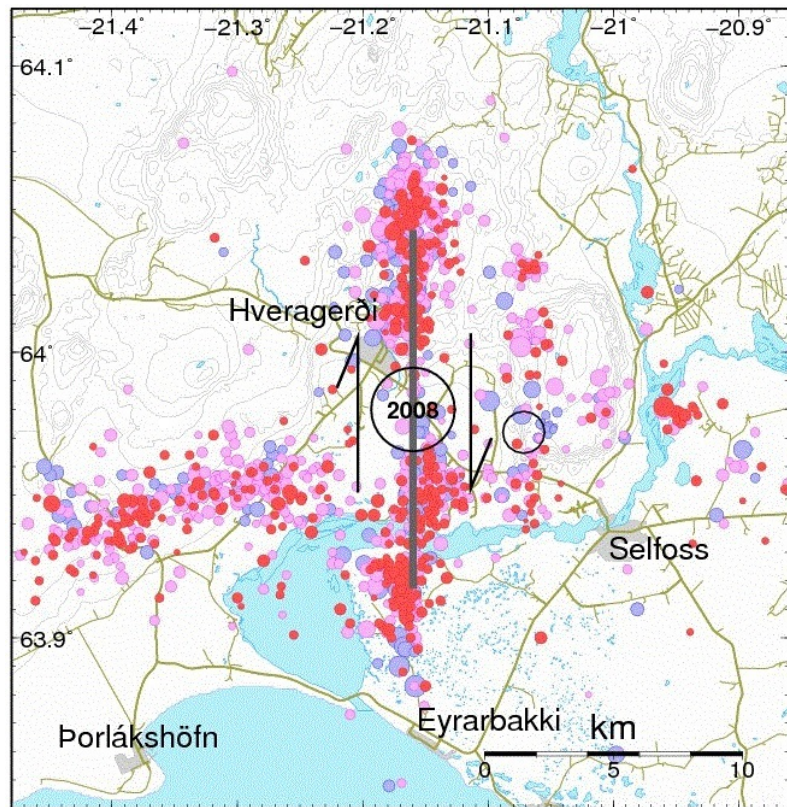 −21.4° −21.3° −21.2° −21.1° −21° −20.9°
64.1°
Hveragerði
64°
2008
Selfoss
63.9°
Eyrarbakki
km
Þorlákshöfn
0 5 10